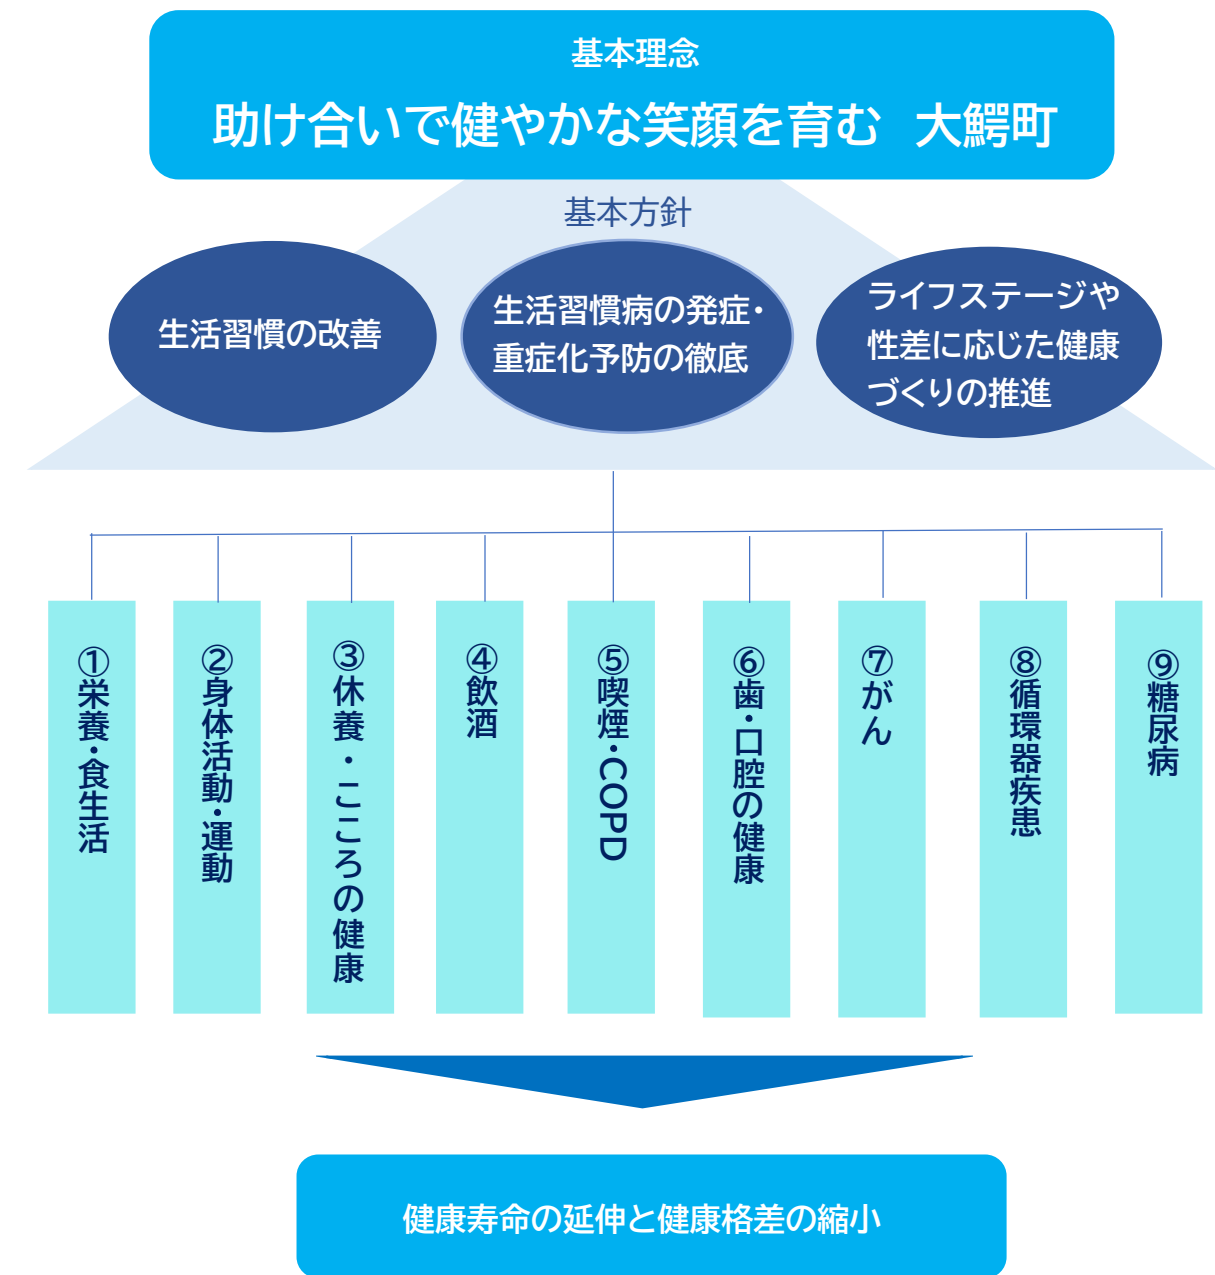 基本理念
助け合いで健やかな笑顔を育む　大鰐町
基本方針
生活習慣の改善
生活習慣病の発症・
重症化予防の徹底
ライフステージや
性差に応じた健康
づくりの推進
①栄養・食生活
②身体活動・運動
③休養・こころの健康
④飲酒
⑤喫煙・COPD
⑥歯・口腔の健康
⑦がん
⑧循環器疾患
⑨糖尿病
健康寿命の延伸と健康格差の縮小